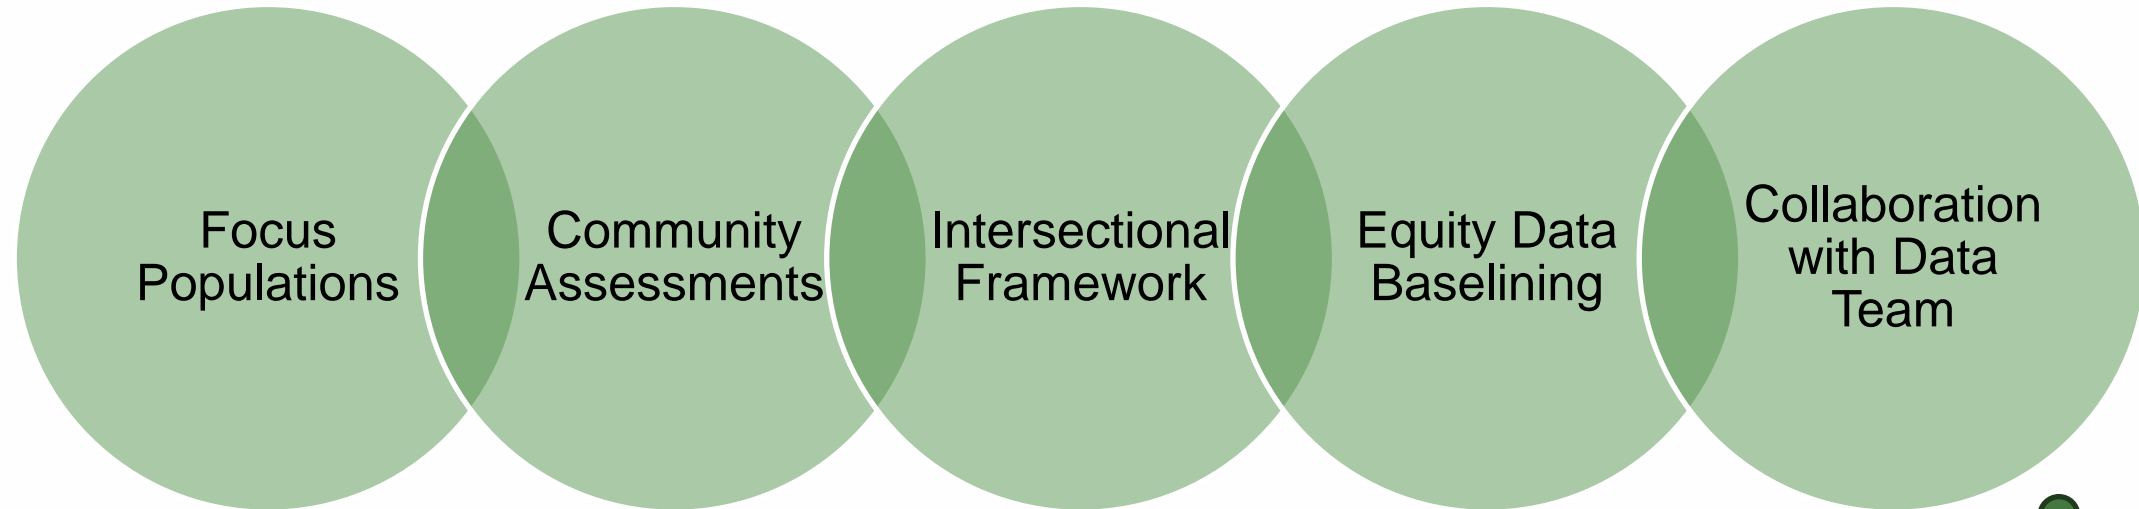 Focus
Populations
Community
Assessments
Intersectional
Framework
Equity Data
Baselining
Collaboration
with Data
Team